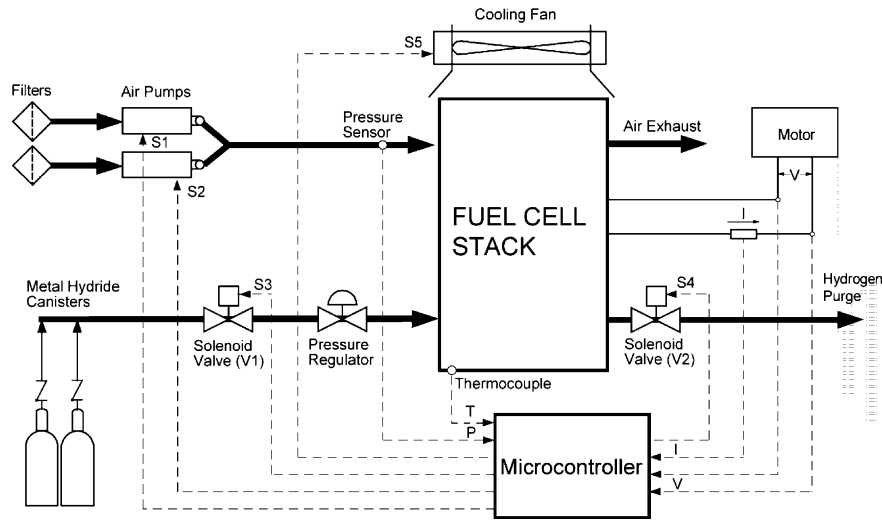 Cooling Fan
S5
Filters
Air Pumps
Pressure
Sensor
Air Exhaust
Motor
S1
S2
V
I
FUEL CELL
STACK
Metal Hydride
Canisters
S3
S4
Hydrogen
Purge
Solenoid
Valve (V1)
Pressure
Regulator
Solenoid
Valve (V2)
Thermocouple
T
P
Microcontroller
I
V